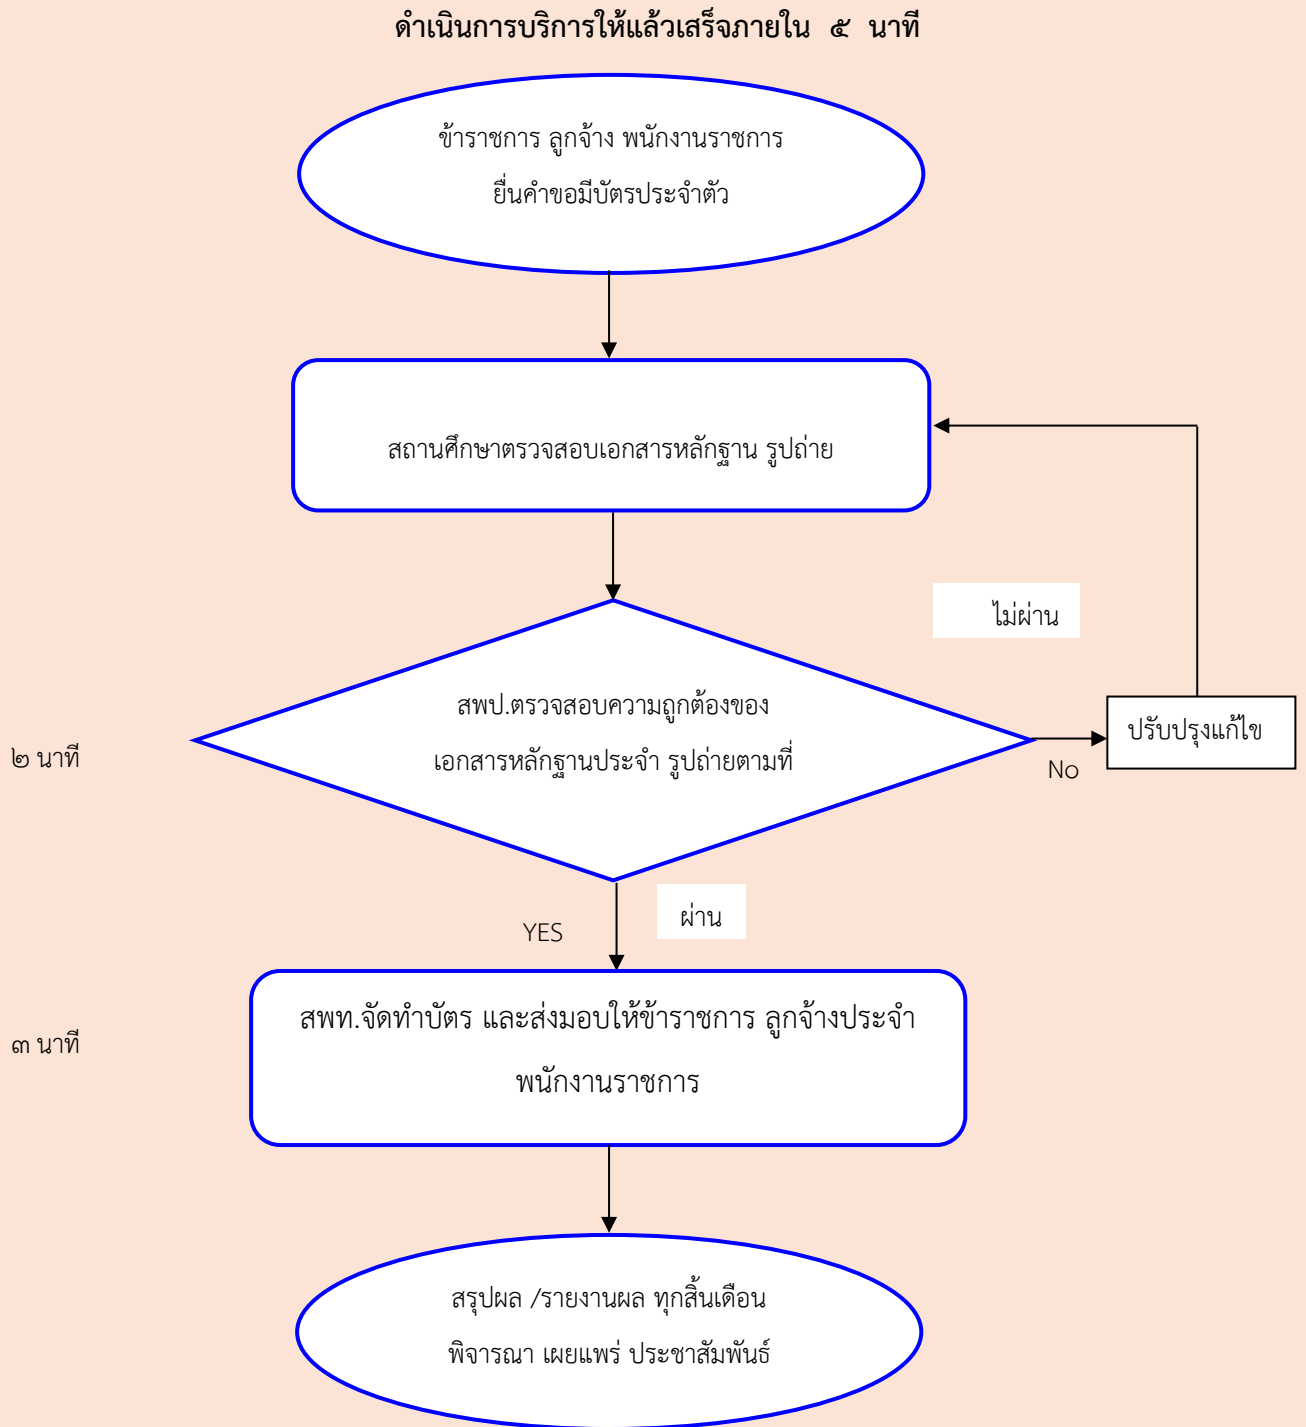 ดำเนินการบริการให้แล้วเสร็จภายใน ๕ นาที
ข้าราชการ ลูกจ้าง พนักงานราชการ
ยื่นคำขอมีบัตรประจำตัว
สถานศึกษาตรวจสอบเอกสารหลักฐาน รูปถ่าย
ไม่ผ่าน
สพป.ตรวจสอบความถูกต้องของ
เอกสารหลักฐานประจำ รูปถ่ายตามที่
๒ นาที
No
ปรับปรุงแก้ไข
YES
ผ่าน
สพท.จัดทำบัตร และส่งมอบให้ข้าราชการ ลูกจ้างประจำ
พนักงานราชการ
๓ นาที
สรุปผล /รายงานผล ทุกสิ้นเดือน
พิจารณา เผยแพร่ ประชาสัมพันธ์